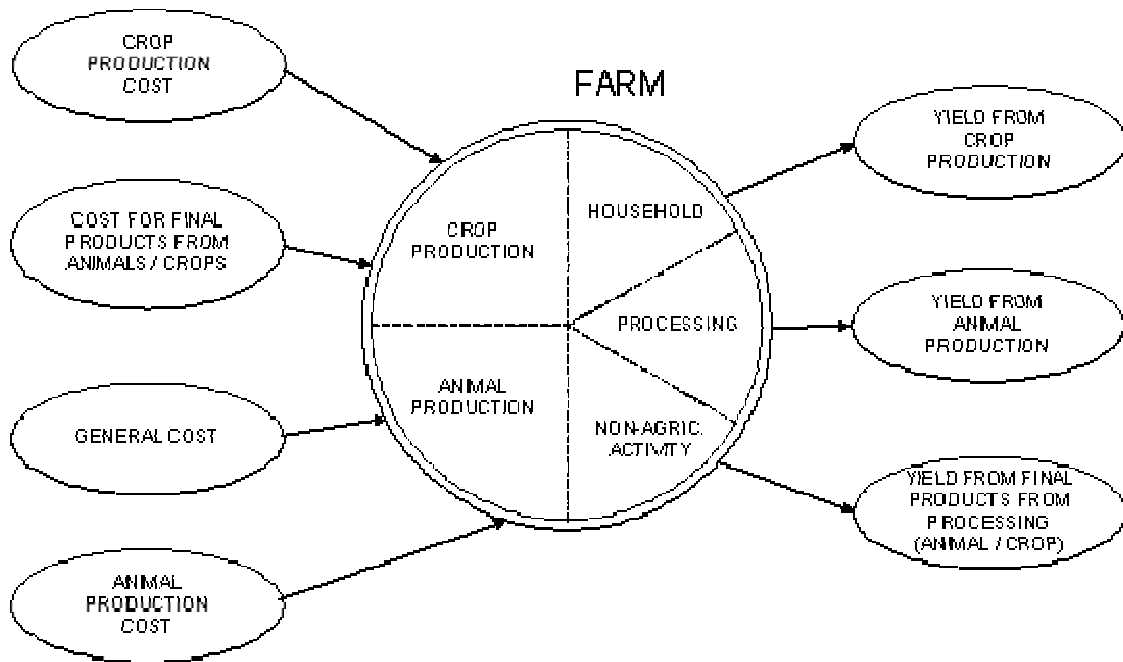 CROP
PRODUCTION
COST
COST FOR FINAL
PRODUCTS FROM
ANIMALS / CROPS
GENERAL COST
ANIMAL
PRODUCTION
COST
FARM
CROP
PRODUCTION
HOUSEHOLD
PROCESSING
ANIMAL
PRODUCTION
NON-AGRIC.
ACTIVITY
YIELD FROM
CROP
PRODUCTION
YIELD FROM
ANIMAL
PRODUCTION
YIELD FROM FINAL
PRODUCTS FROM
PROCESSING
(ANIMAL / CROP)